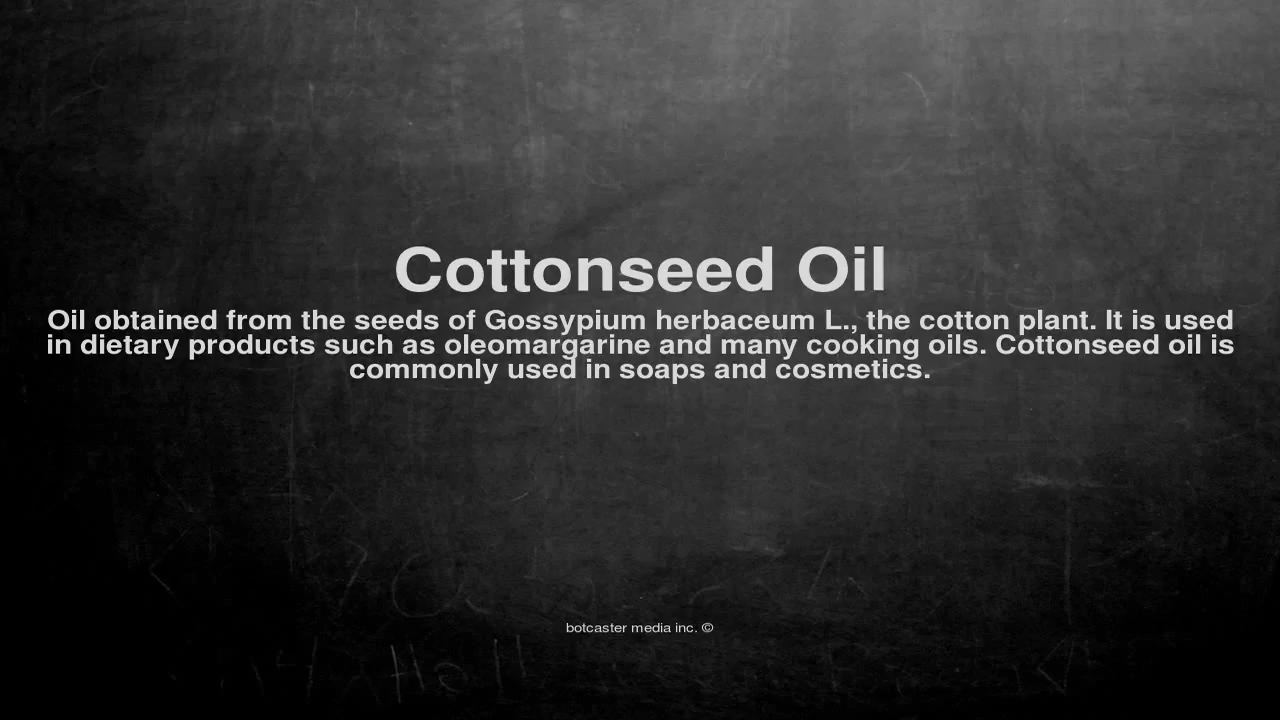 Cottonseed Oil
Oil obtained from the seeds of Gossypium herbaceum L., the cotton plant. It is used
in dietary products such as oleomargarine and many cooking oils. Cottonseed oil is
commonly used in soaps and cosmetics.
botcaster media inc. ©